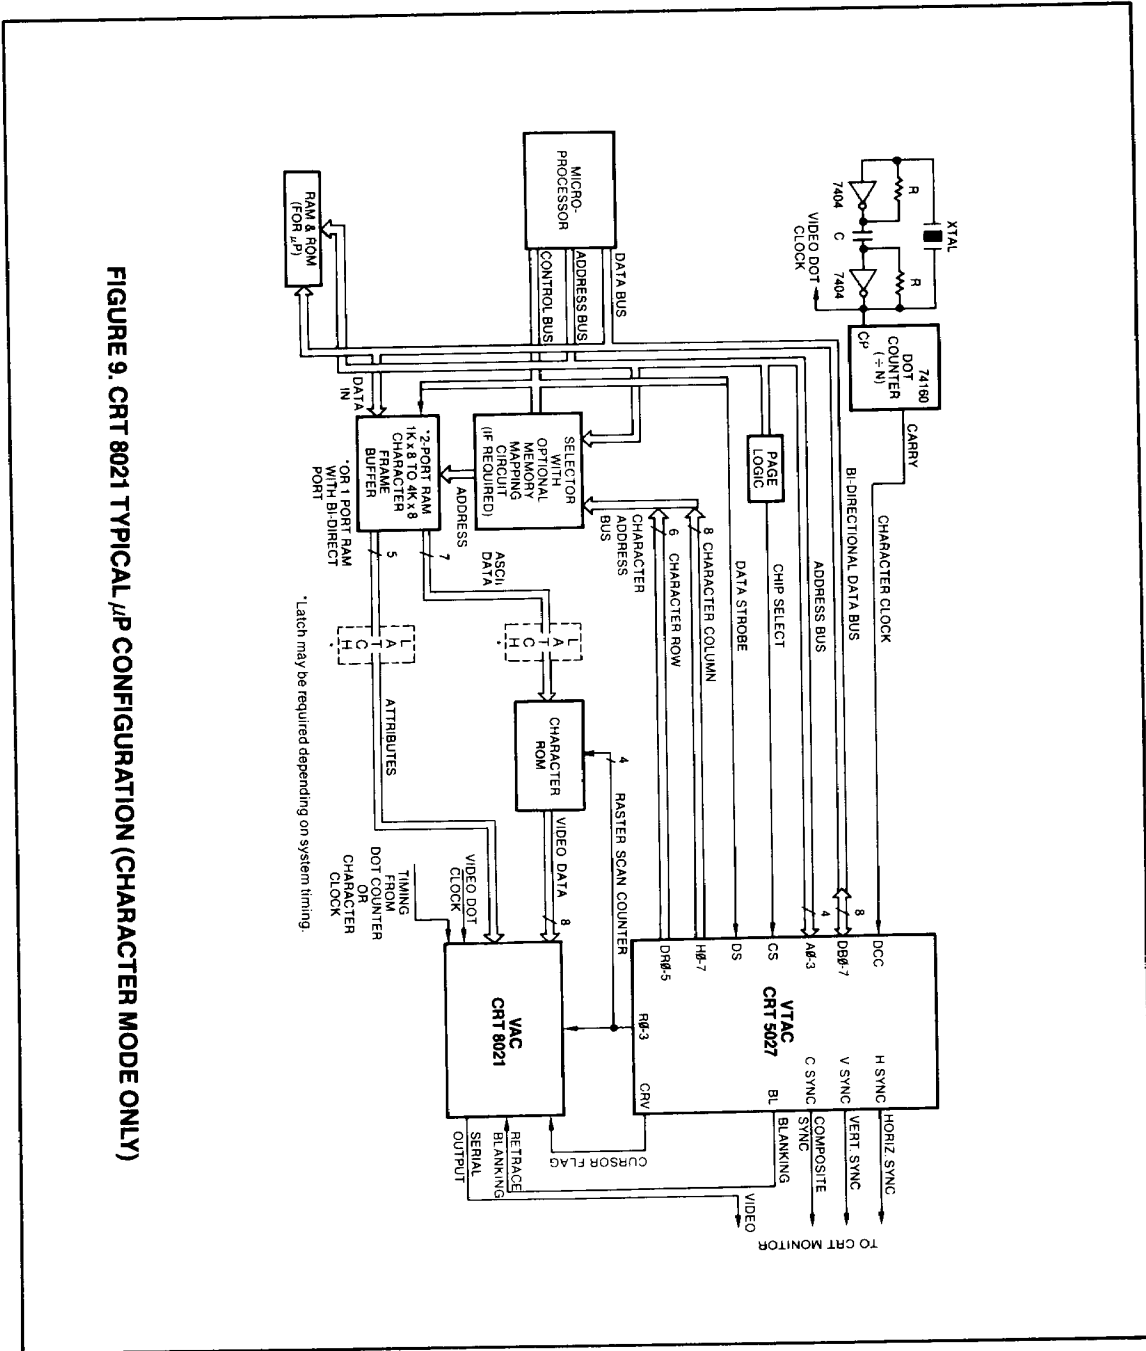 XTAL
R
R
7404
C
7404
VIDEO DOT
CLOCK
74160
DOT
COUNTER
(÷ N)
CP
CARRY
CHARACTER CLOCK
MICRO-
PROCESSOR
DATA BUS
ADDRESS BUS
CONTROL BUS
RAM & ROM
(FOR μP)
BI-DIRECTIONAL DATA BUS
8
ADDRESS BUS
4
PAGE
LOGIC
CHIP SELECT
DATA STROBE
8 CHARACTER COLUMN
6 CHARACTER ROW
CHARACTER
ADDRESS
BUS
SELECTOR
WITH
OPTIONAL
MEMORY
MAPPING
CIRCUIT
(IF REQUIRED)
ADDRESS
DATA
IN
*2-PORT RAM
1K x 8 TO 4K x 8
CHARACTER
FRAME
BUFFER
*OR 1 PORT RAM
WITH BI-DIRECT
PORT
7
5
ASCII
DATA
L
A
T
C
H
*
L
A
T
C
H
*
CHARACTER
ROM
4
RASTER SCAN COUNTER
VIDEO DATA
8
ATTRIBUTES
VIDEO DOT
CLOCK
TIMING
FROM
DOT COUNTER
OR
CHARACTER
CLOCK
DCC
DBØ-7
AØ-3
CS
DS
HØ-7
DRØ-5
VTAC
CRT 5027
RØ-3
H SYNC
V SYNC
C SYNC
BL
CRV
VAC
CRT 8021
HORIZ. SYNC
VERT. SYNC
COMPOSITE
SYNC
BLANKING
CURSOR FLAG
RETRACE
BLANKING
SERIAL
OUTPUT
VIDEO
TO CRT MONITOR
*Latch may be required depending on system timing.
FIGURE 9. CRT 8021 TYPICAL μP CONFIGURATION (CHARACTER MODE ONLY)